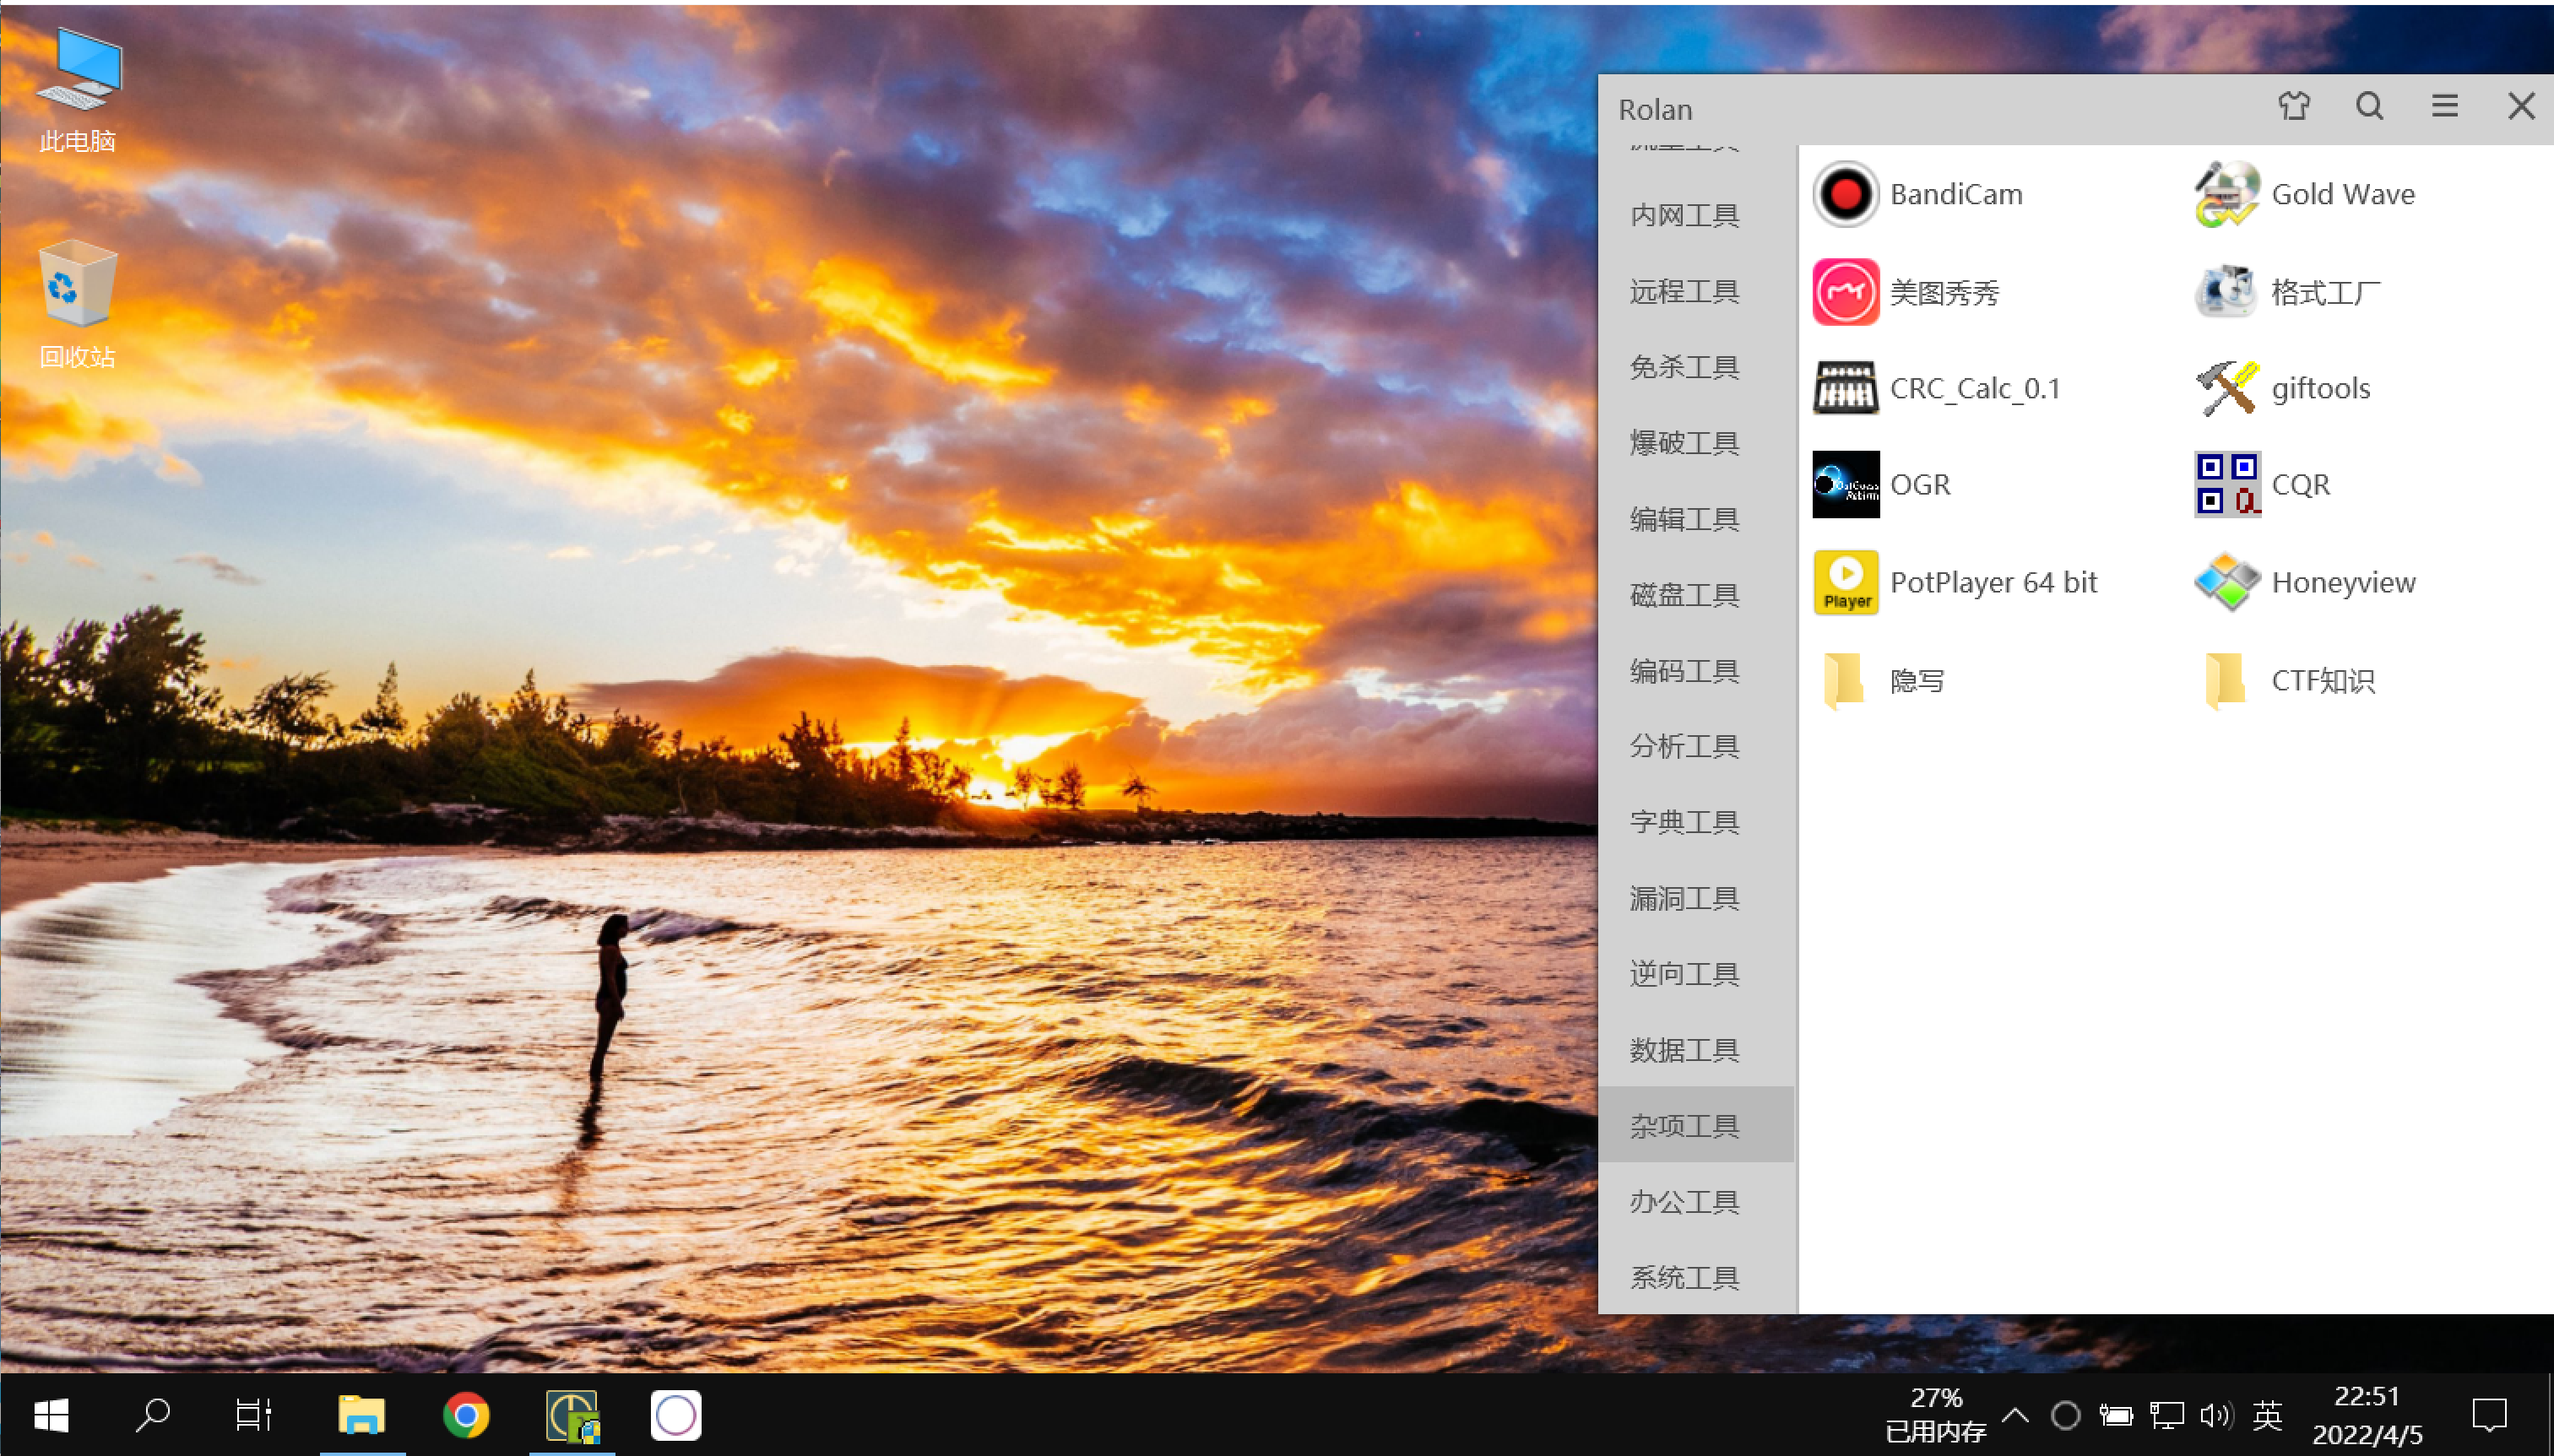 此电脑
回收站
Rolan
内网工具
远程工具
免杀工具
爆破工具
编辑工具
磁盘工具
编码工具
分析工具
字典工具
漏洞工具
逆向工具
数据工具
杂项工具
办公工具
系统工具
BandiCam
Gold Wave
美图秀秀
格式工厂
CRC_Calc_0.1
giftools
OGR
CQR
Player
PotPlayer 64 bit
Honeyview
隐写
CTF知识
27%
已用内存
英
22:51
2022/4/5